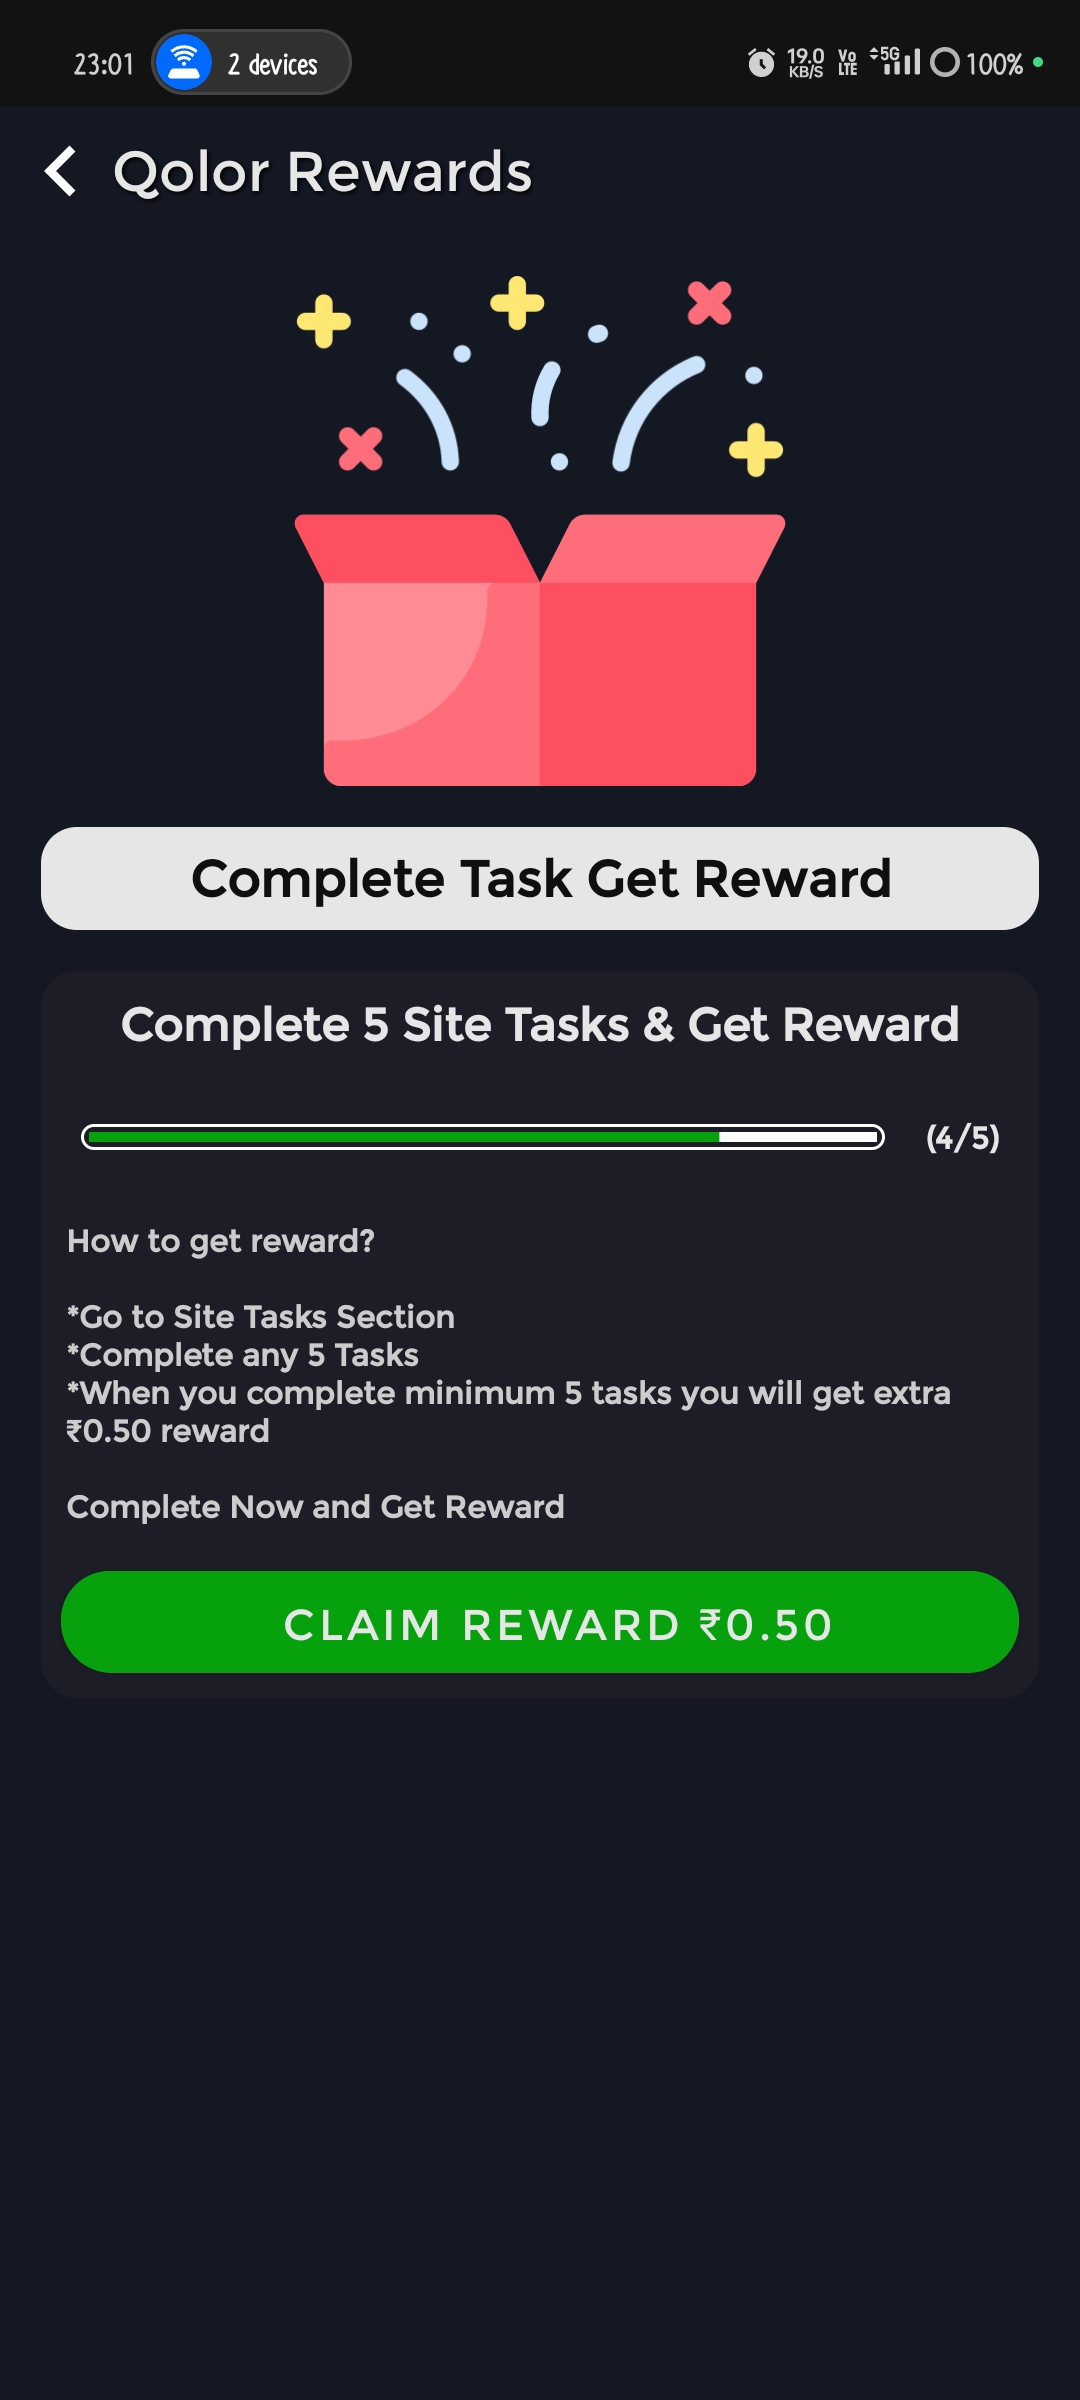 23:01 2 devices 19.0 KB/S Vo LTE 5G 100%
Qolor Rewards
Complete Task Get Reward
Complete 5 Site Tasks & Get Reward
(4/5)
How to get reward?
*Go to Site Tasks Section
*Complete any 5 Tasks
*When you complete minimum 5 tasks you will get extra
₹0.50 reward
Complete Now and Get Reward
CLAIM REWARD ₹0.50